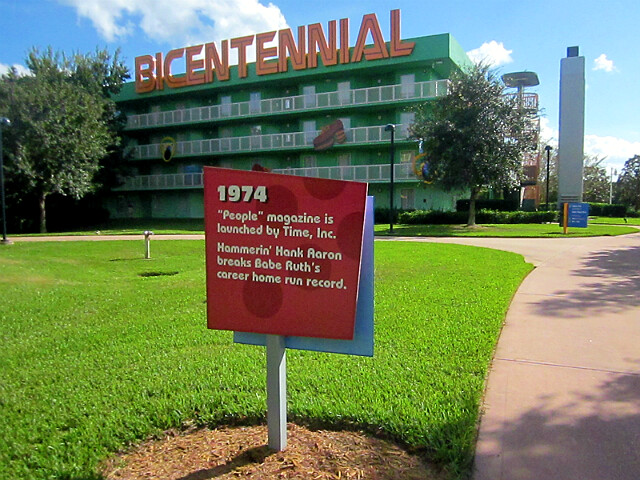 BICENTENNIAL
1974
"People" magazine is
launched by Time, Inc.
Hammerin' Hank Aaron
breaks Babe Ruth's
career home run record.